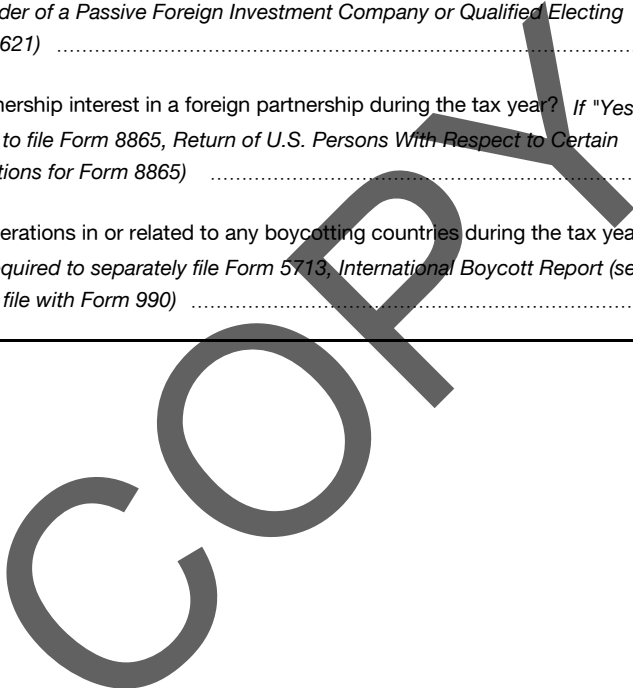 der of a Passive Foreign Investment Company or Qualified Electing
621) ........................................................................................................................
nership interest in a foreign partnership during the tax year? If "Yes
to file Form 8865, Return of U.S. Persons With Respect to Certain
tions for Form 8865) ........................................................................................
erations in or related to any boycotting countries during the tax yea
equired to separately file Form 5713, International Boycott Report (se
file with Form 990) ............................................................................................
COPY